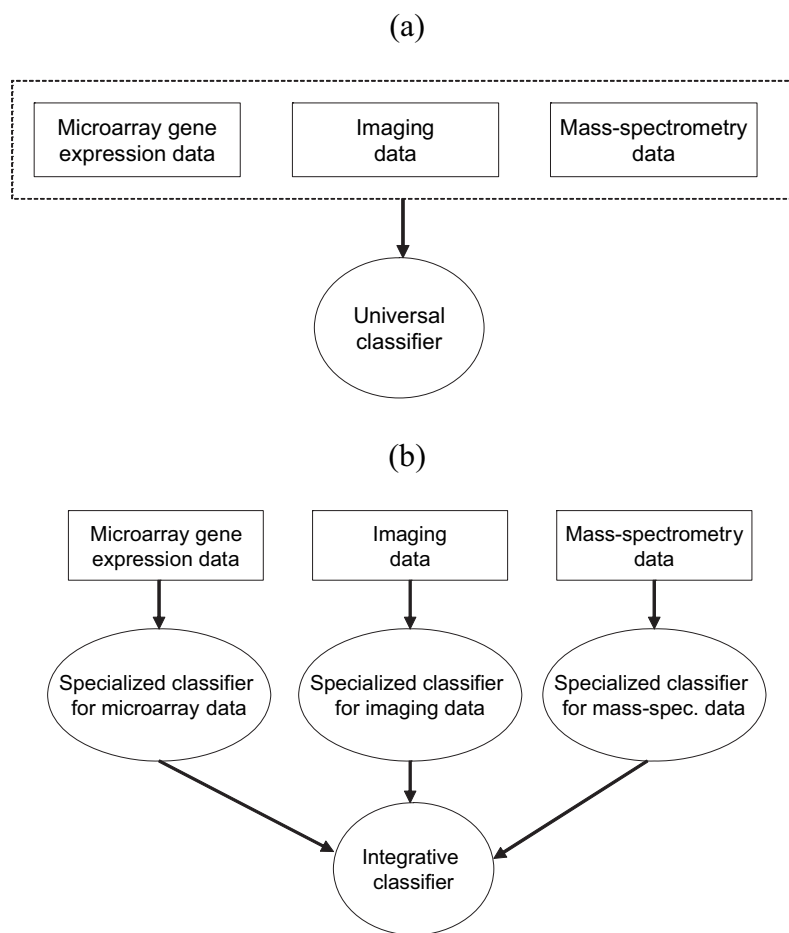 (a)
Microarray gene
expression data
Imaging
data
Mass-spectrometry
data
Universal
classifier
(b)
Microarray gene
expression data
Imaging
data
Mass-spectrometry
data
Specialized classifier
for microarray data
Specialized classifier
for imaging data
Specialized classifier
for mass-spec. data
Integrative
classifier